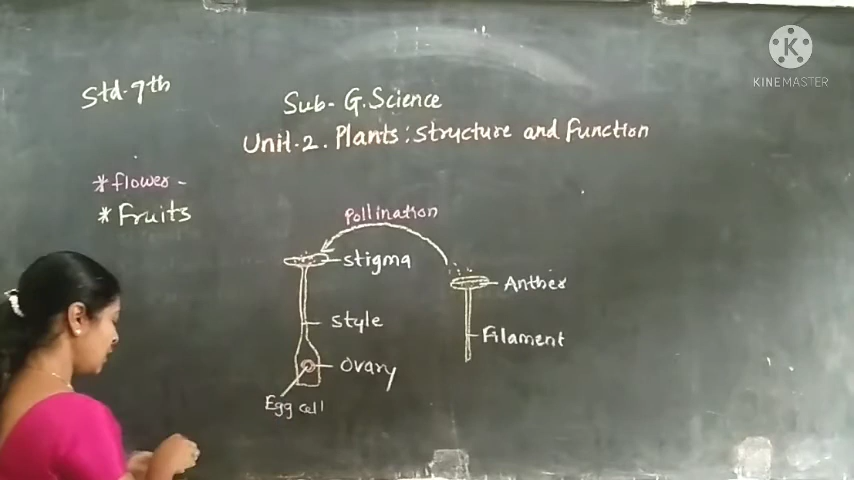 KINEMASTER
Std. 7th
Sub- G. Science
Unit. 2. Plants: Structure and Function
* flower -
* Fruits
Pollination
Stigma
Anther
Style
Filament
Ovary
Egg cell